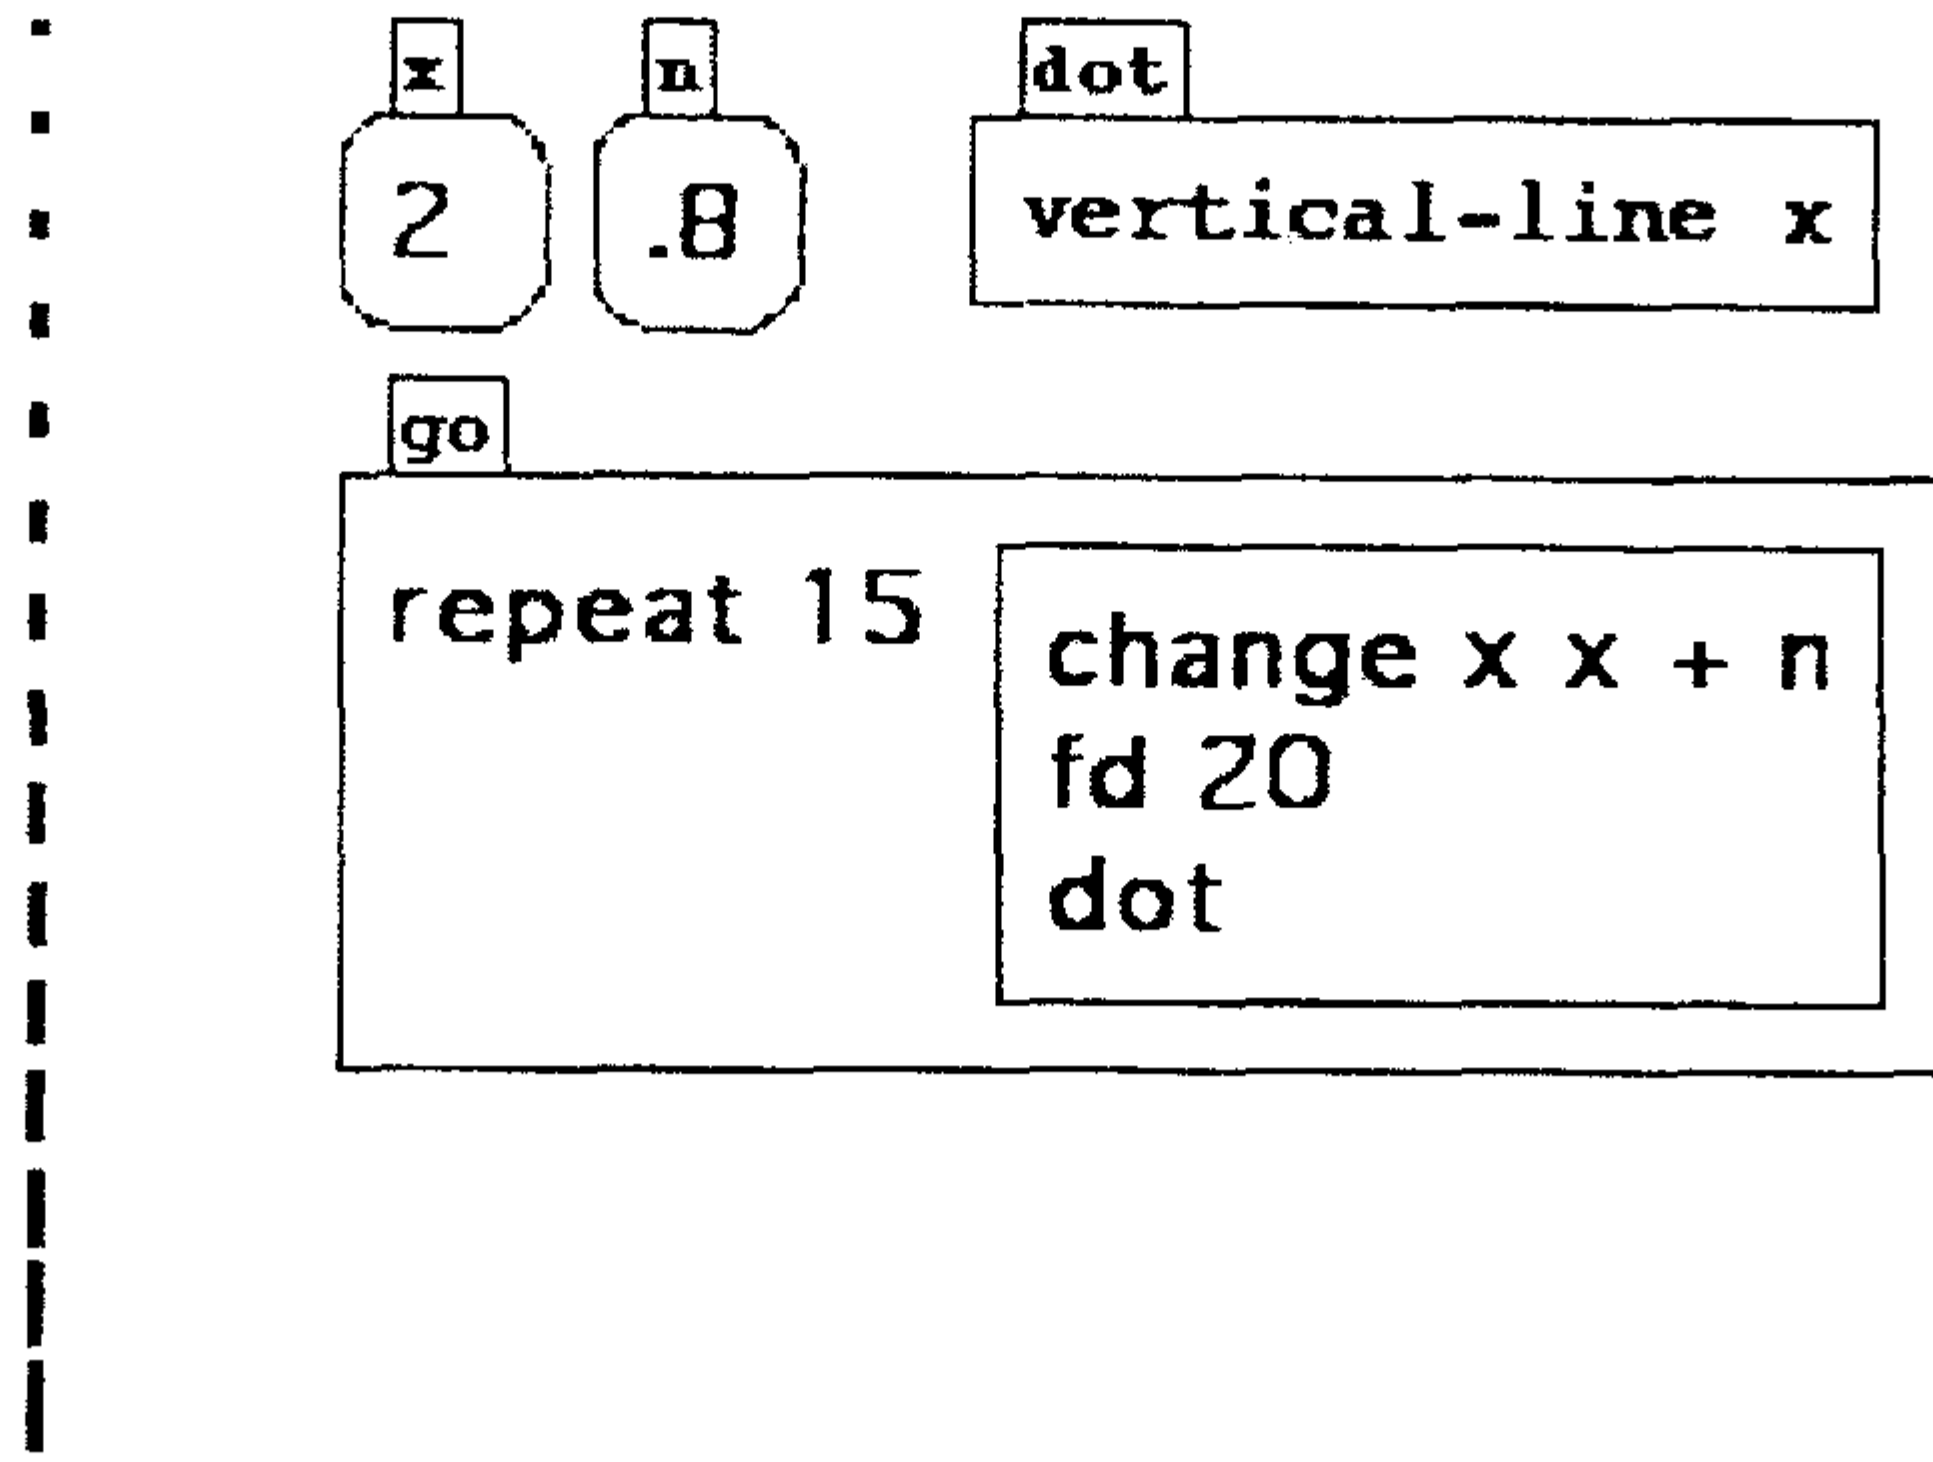 x n dot
2 .8 vertical-line x
go
repeat 15 change x x + n
fd 20
dot